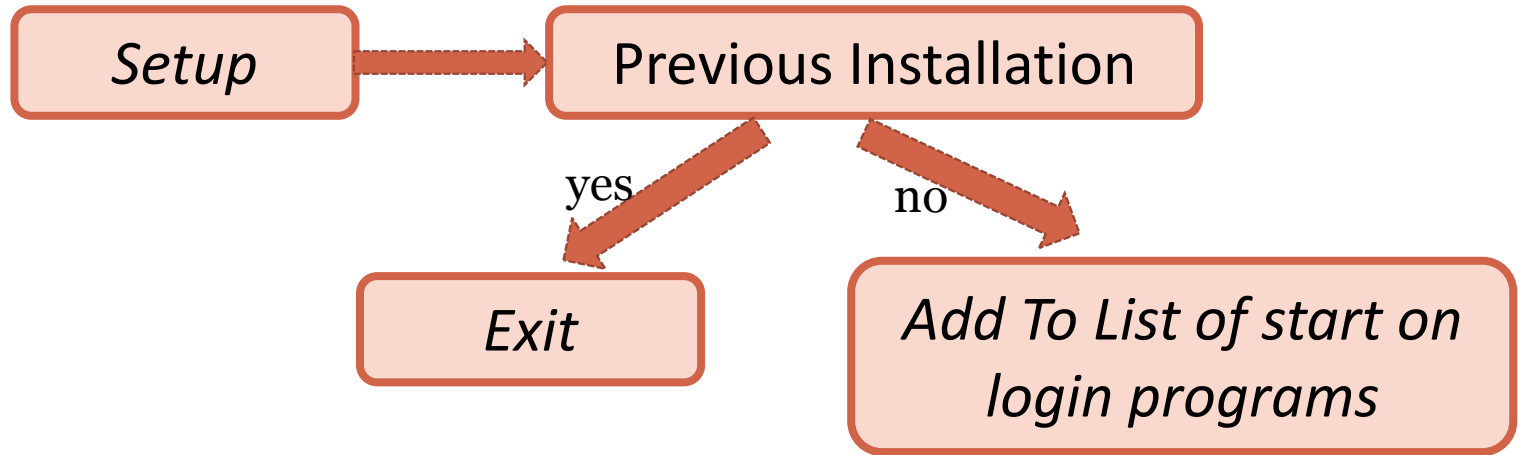 Setup
Previous Installation
yes
no
Exit
Add To List of start on
login programs